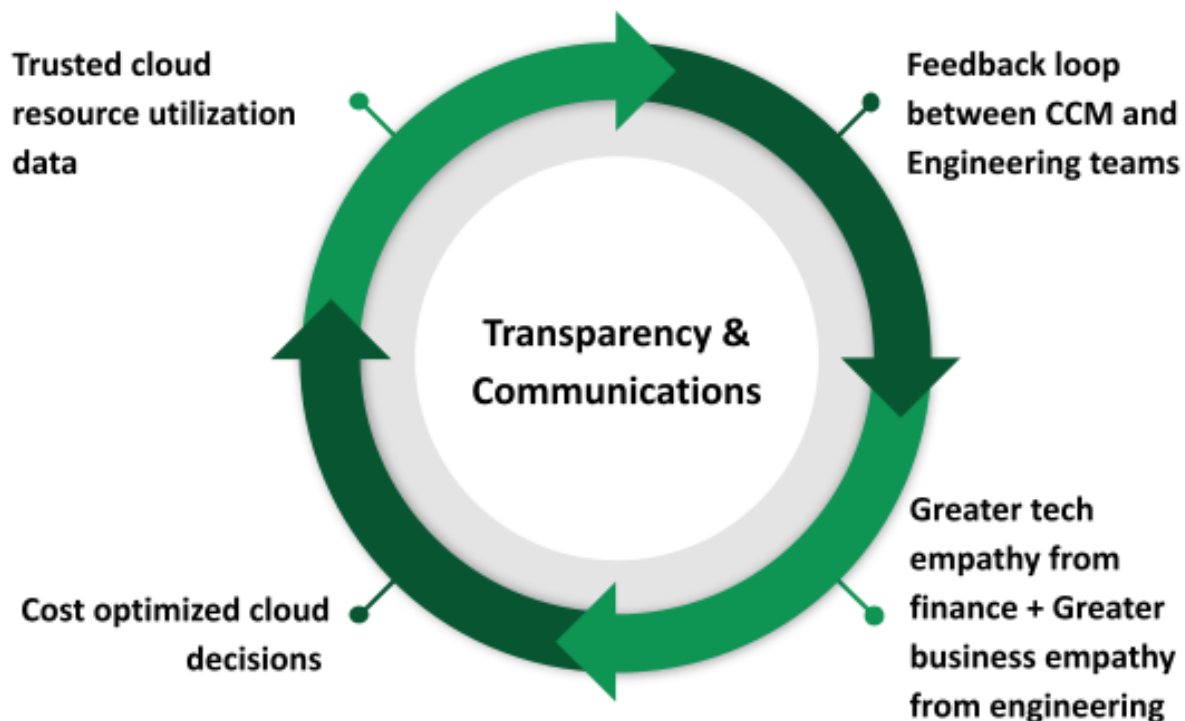 Trusted cloud
resource utilization
data
Feedback loop
between CCM and
Engineering teams
Transparency &
Communications
Greater tech
empathy from
finance + Greater
business empathy
from engineering
Cost optimized cloud
decisions